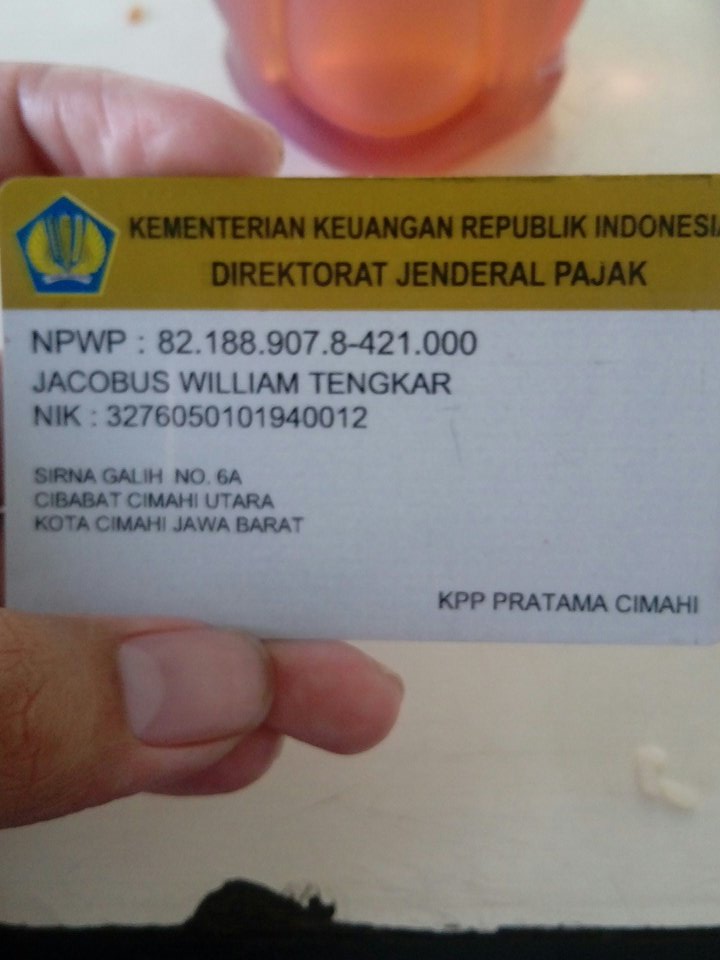 KEMENTERIAN KEUANGAN REPUBLIK INDONESIA
DIREKTORAT JENDERAL PAJAK
NPWP : 82.188.907.8-421.000
JACOBUS WILLIAM TENGKAR
NIK : 3276050101940012
SIRNA GALIH NO. 6A
CIBABAT CIMAHI UTARA
KOTA CIMAHI JAWA BARAT
KPP PRATAMA CIMAHI